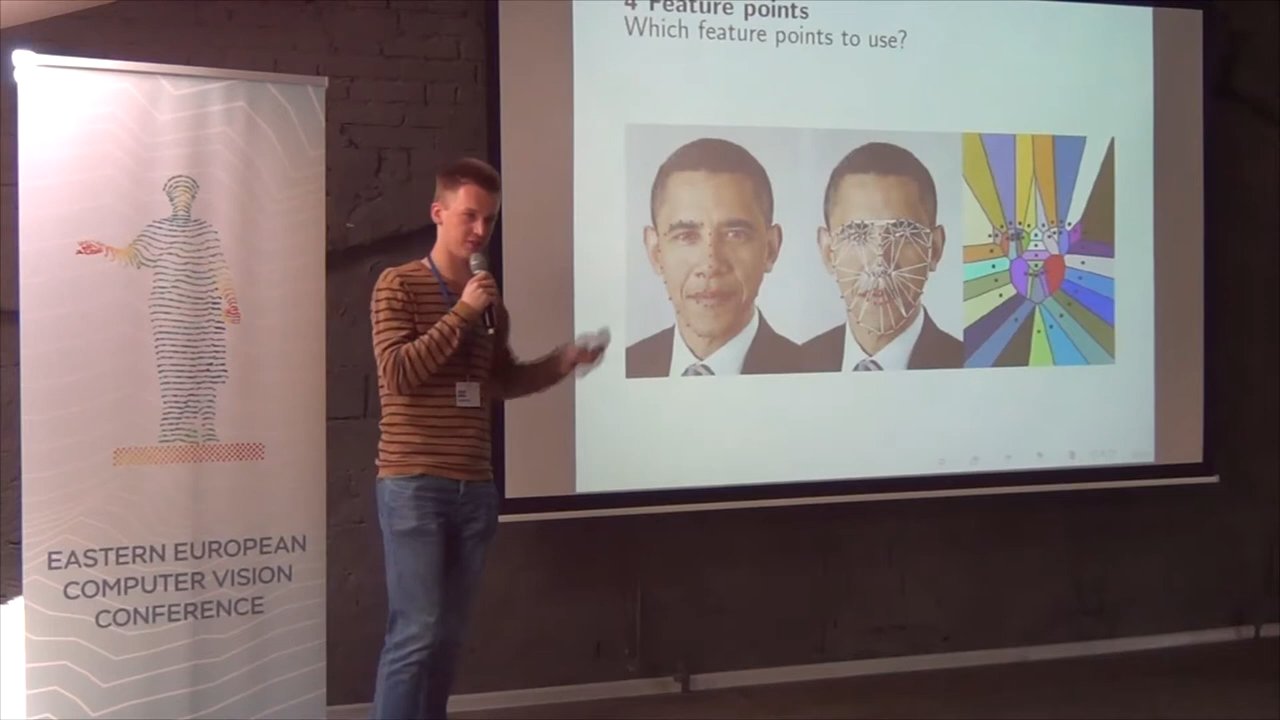 4 Feature points
Which feature points to use?
EASTERN EUROPEAN
COMPUTER VISION
CONFERENCE